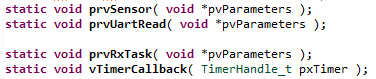 static void prvSensor( void *pvParameters );
static void prvUartRead( void *pvParameters );
static void prvRxTask( void *pvParameters );
static void vTimerCallback( TimerHandle_t pxTimer );